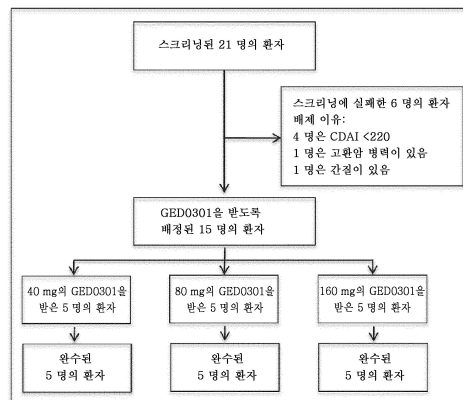 스크리닝된 21 명의 환자
스크리닝에 실패한 6 명의 환자
배제 이유:
4 명은 CDAI <220
1 명은 고환암 병력이 있음
1 명은 간질이 있음
GED0301을 받도록
배정된 15 명의 환자
40 mg의 GED0301을
받은 5 명의 환자
80 mg의 GED0301을
받은 5 명의 환자
160 mg의 GED0301을
받은 5 명의 환자
완수된
5 명의 환자
완수된
5 명의 환자
완수된
5 명의 환자